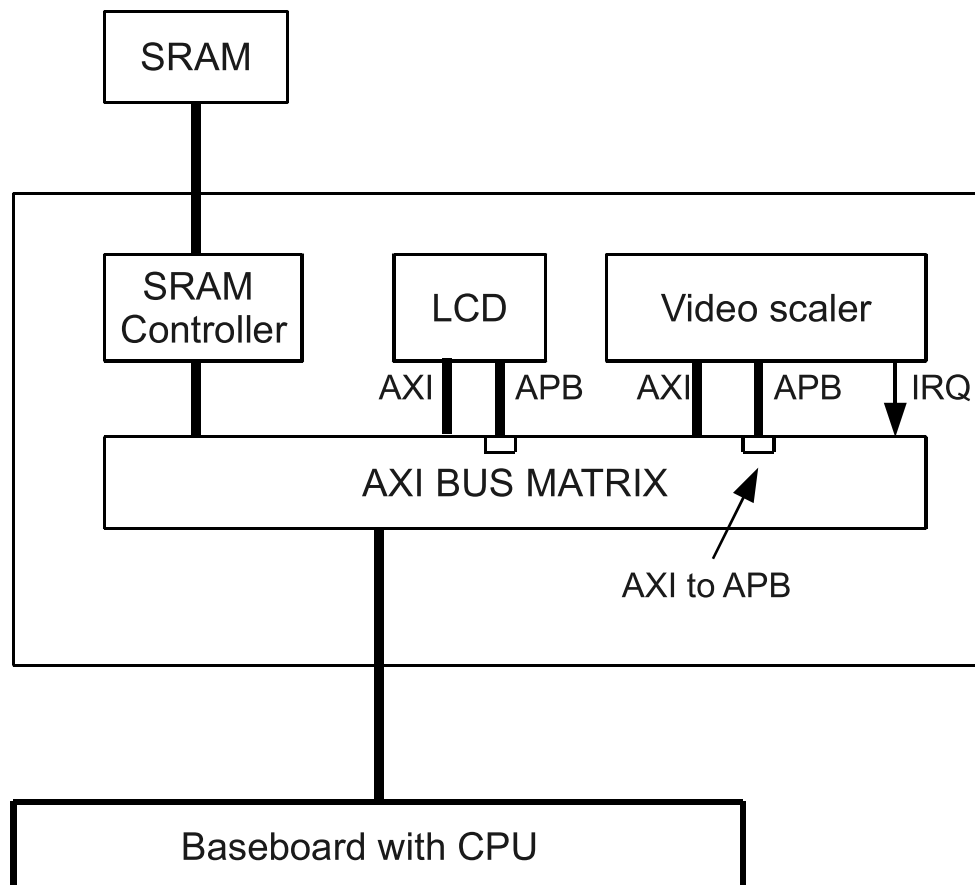 SRAM
SRAM
Controller
LCD
Video scaler
AXI
APB
AXI
APB
IRQ
AXI BUS MATRIX
AXI to APB
Baseboard with CPU